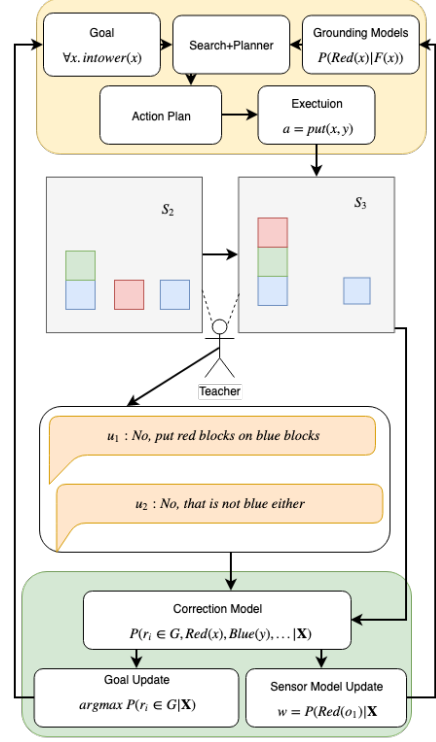 Goal
∀x. intower(x)
Search+Planner
Grounding Models
P(Red(x)|F(x))
Action Plan
Exectuion
a = put(x, y)
S₂
S₃
Teacher
u₁ : No, put red blocks on blue blocks
u₂ : No, that is not blue either
Correction Model
P(rᵢ ∈ G, Red(x), Blue(y), … |X)
Goal Update
argmax P(rᵢ ∈ G|X)
Sensor Model Update
w = P(Red(o₁)|X